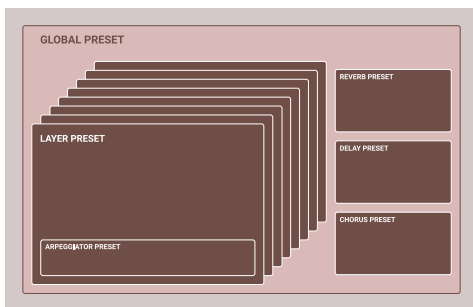 GLOBAL PRESET
LAYER PRESET
ARPEGGIATOR PRESET
REVERB PRESET
DELAY PRESET
CHORUS PRESET